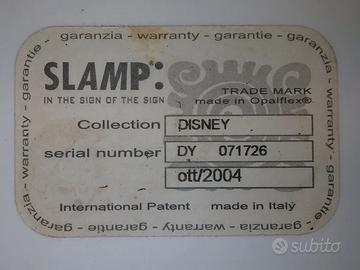 garanzia - warranty - garantie - garanzia - warranty - garantie -
SLAMP:
IN THE SIGN OF THE SIGN
TRADE MARK
made in Opalflex®
Collection DISNEY
serial number DY 071726
ott/2004
International Patent made in Italy
garanzia - warranty - garantie - garanzia - warranty
subito